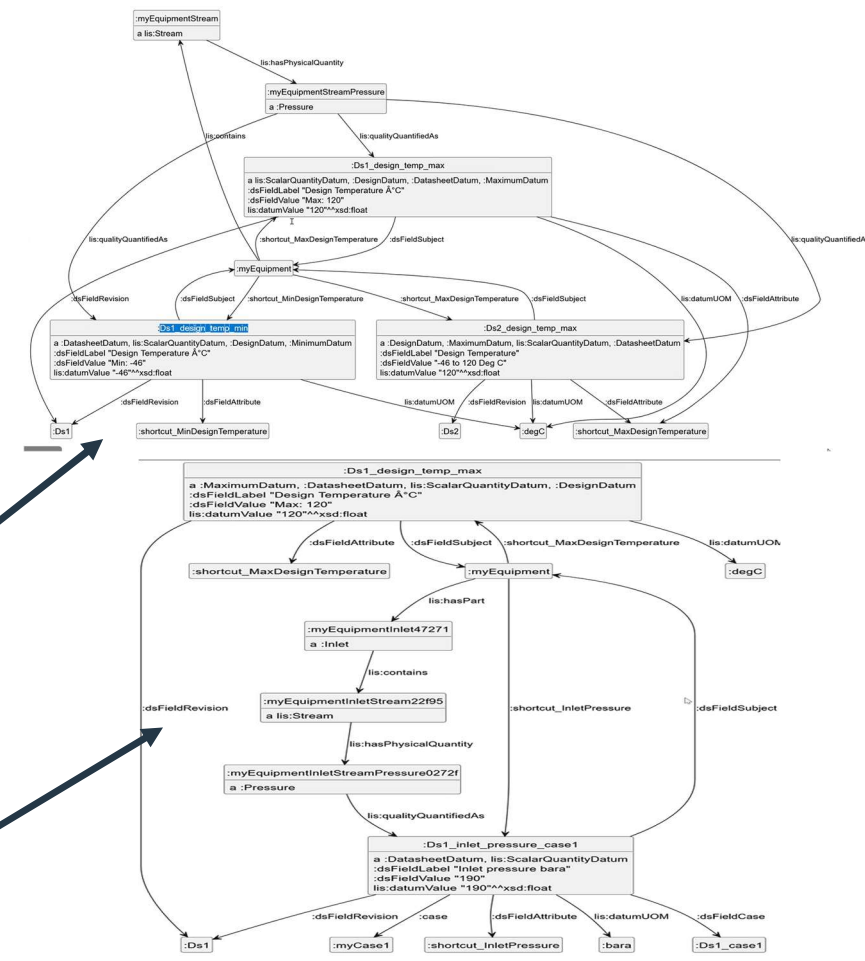 :myEquipmentStream
a lis:Stream
lis:hasPhysicalQuantity
:myEquipmentStreamPressure
a :Pressure
lis:contains
lis:qualityQuantifiedAs
:Ds1_design_temp_max
a lis:ScalarQuantityDatum, :DesignDatum, :DatasheetDatum, :MaximumDatum
:dsFieldLabel "Design Temperature Â°C"
:dsFieldValue "Max: 120"
lis:datumValue "120"^^xsd:float
lis:qualityQuantifiedAs
:shortcut_MaxDesignTemperature
:dsFieldSubject
lis:qualityQuantifiedA
:myEquipment
:dsFieldRevision
:dsFieldSubject
:shortcut_MinDesignTemperature
:shortcut_MaxDesignTemperature
:dsFieldSubject
lis:datumUOM
:dsFieldAttribute
:Ds1_design_temp_min
a :DatasheetDatum, lis:ScalarQuantityDatum, :DesignDatum, :MinimumDatum
:dsFieldLabel "Design Temperature Â°C"
:dsFieldValue "Min: -46"
lis:datumValue "-46"^^xsd:float
:Ds2_design_temp_max
a :DesignDatum, :MaximumDatum, lis:ScalarQuantityDatum, :DatasheetDatum
:dsFieldLabel "Design Temperature"
:dsFieldValue "-46 to 120 Deg C"
lis:datumValue "120"^^xsd:float
:dsFieldRevision
:dsFieldAttribute
lis:datumUOM
:dsFieldRevision
lis:datumUOM
:dsFieldAttribute
:Ds1
:shortcut_MinDesignTemperature
:Ds2
:degC
:shortcut_MaxDesignTemperature
:Ds1_design_temp_max
a :MaximumDatum, :DatasheetDatum, lis:ScalarQuantityDatum, :DesignDatum
:dsFieldLabel "Design Temperature Â°C"
:dsFieldValue "Max: 120"
lis:datumValue "120"^^xsd:float
:dsFieldAttribute
:dsFieldSubject
:shortcut_MaxDesignTemperature
lis:datumUOM
:shortcut_MaxDesignTemperature
:myEquipment
:degC
lis:hasPart
:myEquipmentInlet47271
a :Inlet
lis:contains
:myEquipmentInletStream22f95
a lis:Stream
:dsFieldRevision
:shortcut_InletPressure
:dsFieldSubject
lis:hasPhysicalQuantity
:myEquipmentInletStreamPressure0272f
a :Pressure
lis:qualityQuantifiedAs
:Ds1_inlet_pressure_case1
a :DatasheetDatum, lis:ScalarQuantityDatum
:dsFieldLabel "Inlet pressure bara"
:dsFieldValue "190"
lis:datumValue "190"^^xsd:float
:dsFieldRevision
:case
:dsFieldAttribute
lis:datumUOM
:dsFieldCase
:Ds1
:myCase1
:shortcut_InletPressure
:bara
:Ds1_case1